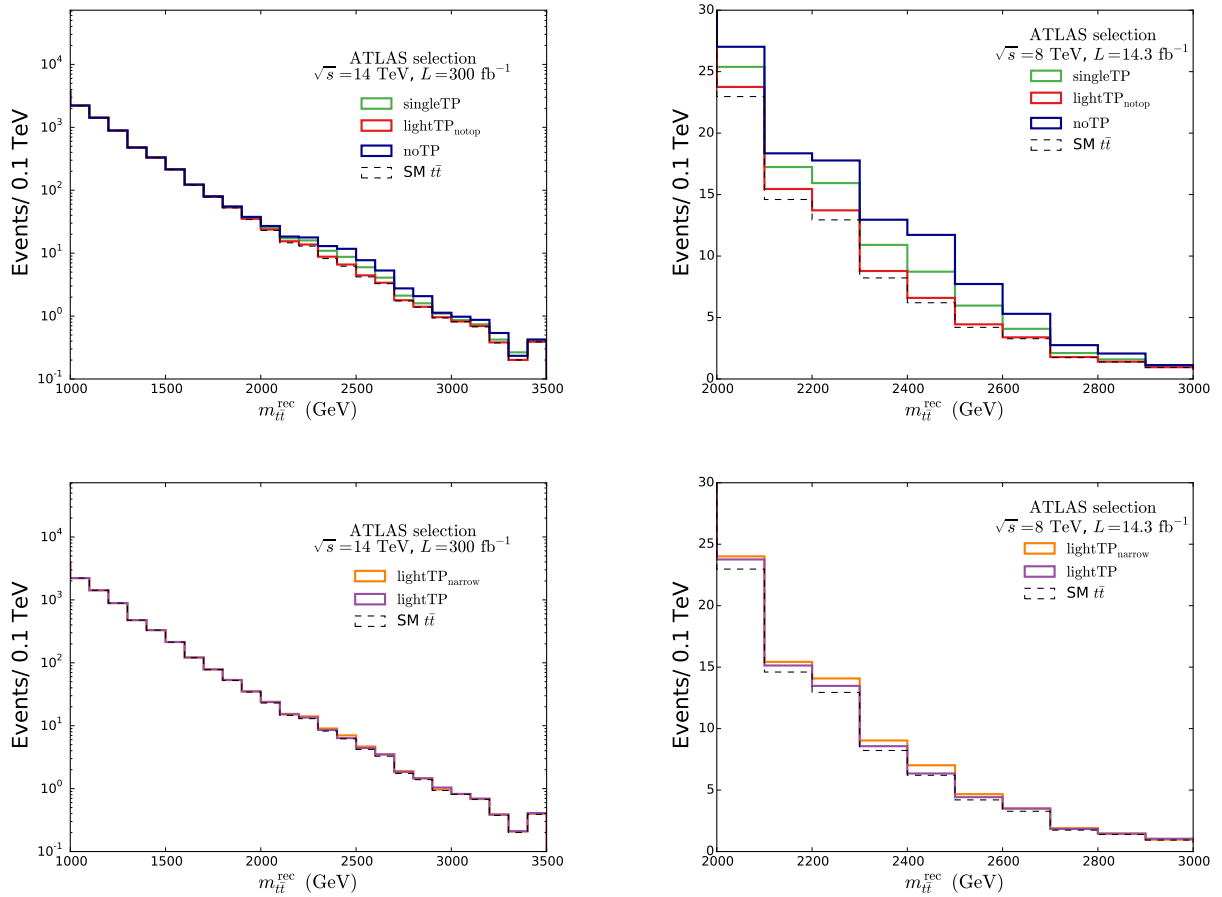 ATLAS selection
√s = 14 TeV, L = 300 fb⁻¹
singleTP
lightTP_notop
noTP
SM tt̄
Events/ 0.1 TeV
10⁴
10³
10²
10¹
10⁰
10⁻¹
1000 1500 2000 2500 3000 3500
m_tt̄^rec (GeV)
ATLAS selection
√s = 8 TeV, L = 14.3 fb⁻¹
singleTP
lightTP_notop
noTP
SM tt̄
Events/ 0.1 TeV
30
25
20
15
10
5
0
2000 2200 2400 2600 2800 3000
m_tt̄^rec (GeV)
ATLAS selection
√s = 14 TeV, L = 300 fb⁻¹
lightTP_narrow
lightTP
SM tt̄
Events/ 0.1 TeV
10⁴
10³
10²
10¹
10⁰
10⁻¹
1000 1500 2000 2500 3000 3500
m_tt̄^rec (GeV)
ATLAS selection
√s = 8 TeV, L = 14.3 fb⁻¹
lightTP_narrow
lightTP
SM tt̄
Events/ 0.1 TeV
30
25
20
15
10
5
0
2000 2200 2400 2600 2800 3000
m_tt̄^rec (GeV)